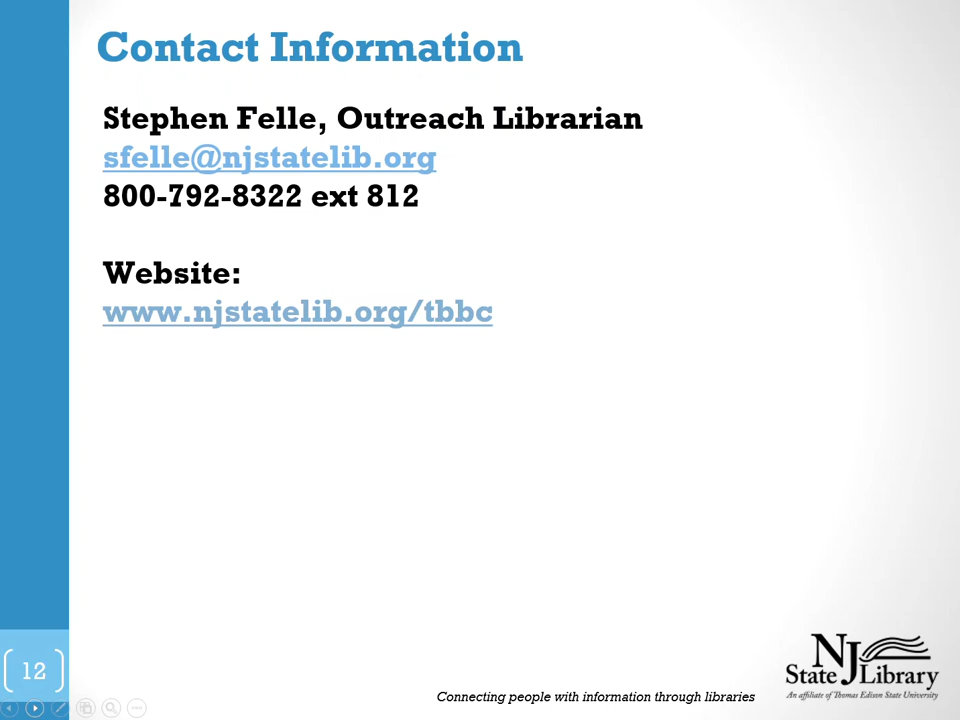 Contact Information
Stephen Felle, Outreach Librarian
sfelle@njstatelib.org
800-792-8322 ext 812
Website:
www.njstatelib.org/tbbc
12
Connecting people with information through libraries
NJ
State Library
An affiliate of Thomas Edison State University